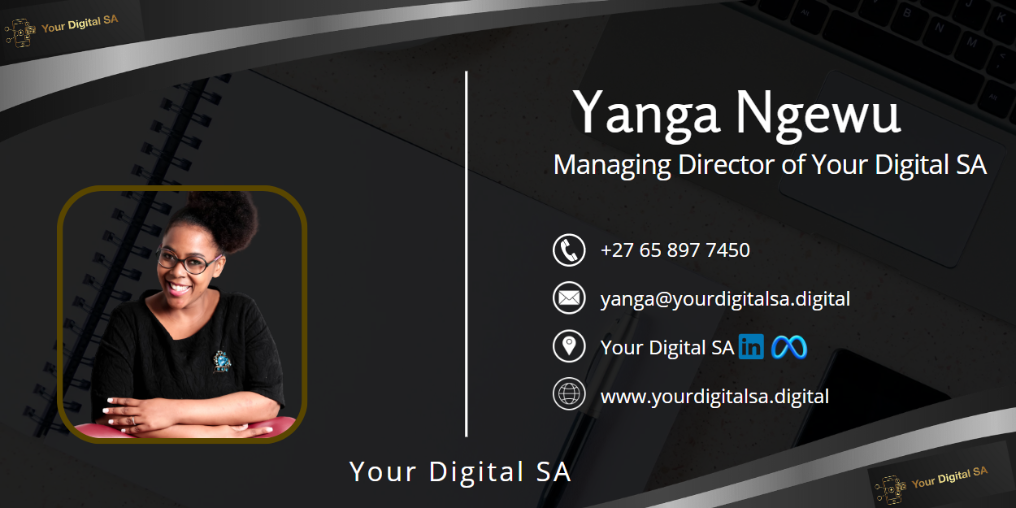 Your Digital SA
Yanga Ngewu
Managing Director of Your Digital SA
+27 65 897 7450
yanga@yourdigitalsa.digital
Your Digital SA in
www.yourdigitalsa.digital
Your Digital SA
Your Digital SA